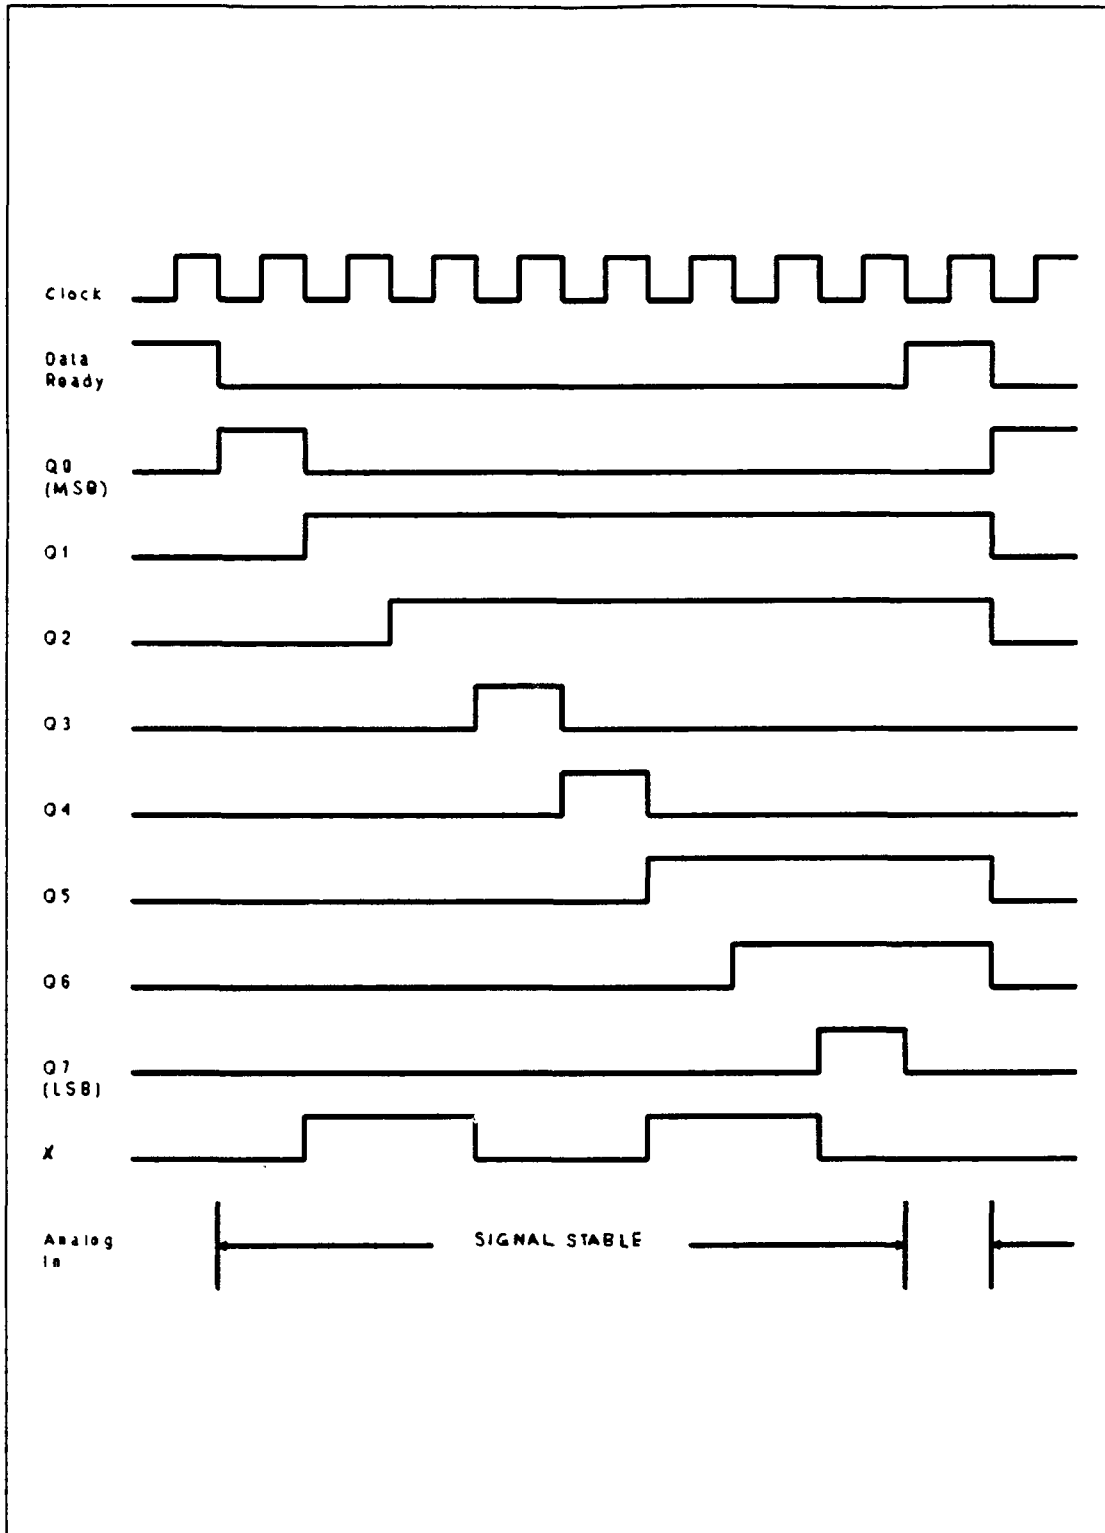 Clock
Data
Ready
Q0
(MSB)
Q1
Q2
Q3
Q4
Q5
Q6
Q7
(LSB)
X
Analog
In
SIGNAL STABLE